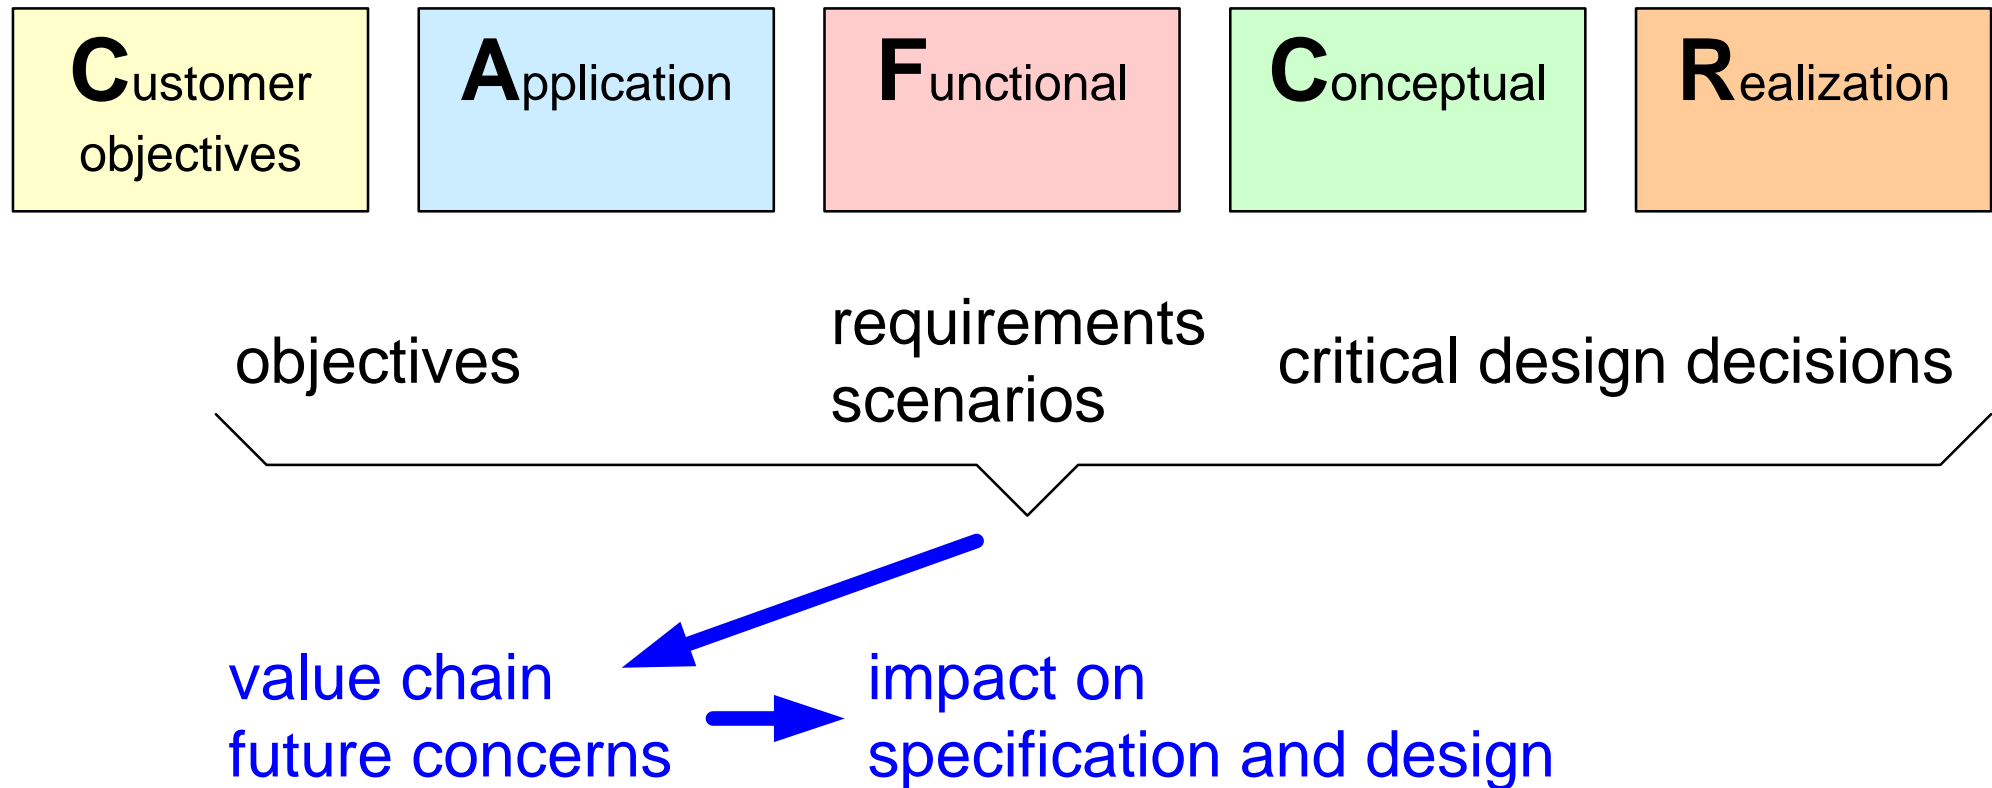 Customer
objectives
Application
Functional
Conceptual
Realization
objectives
requirements
scenarios
critical design decisions
value chain
future concerns
impact on
specification and design